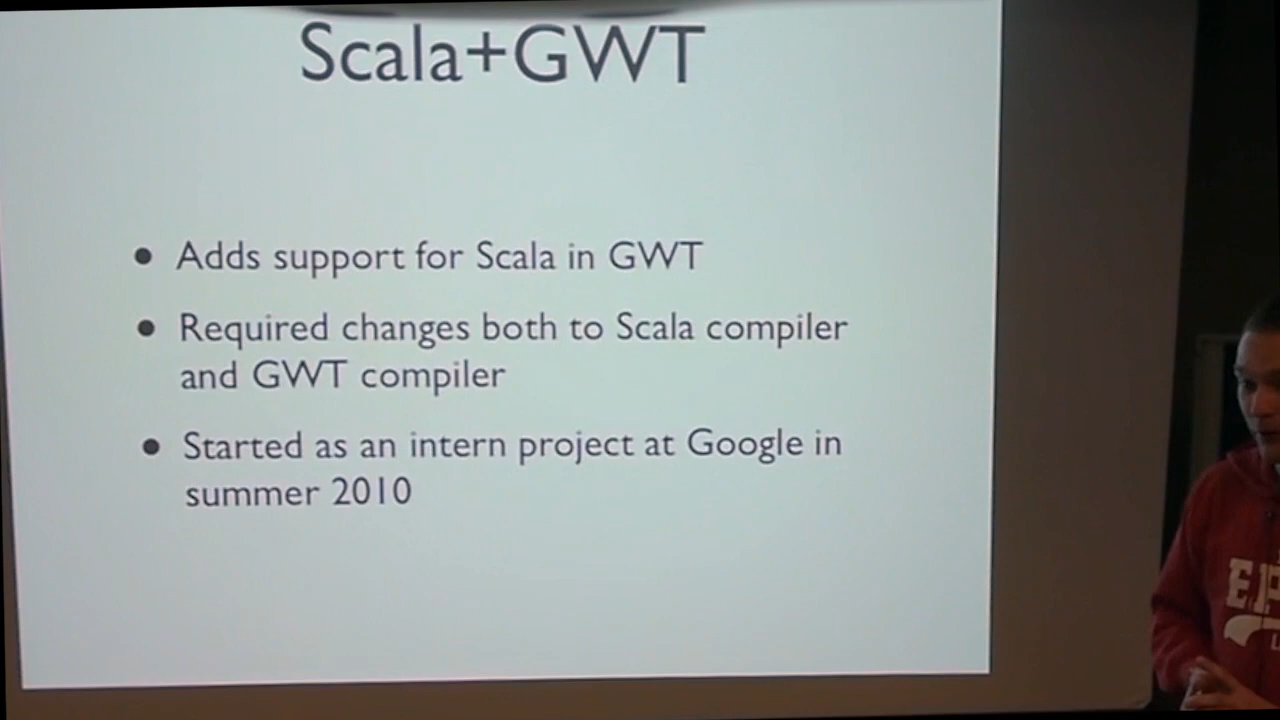 Scala+GWT
• Adds support for Scala in GWT
• Required changes both to Scala compiler
and GWT compiler
• Started as an intern project at Google in
summer 2010